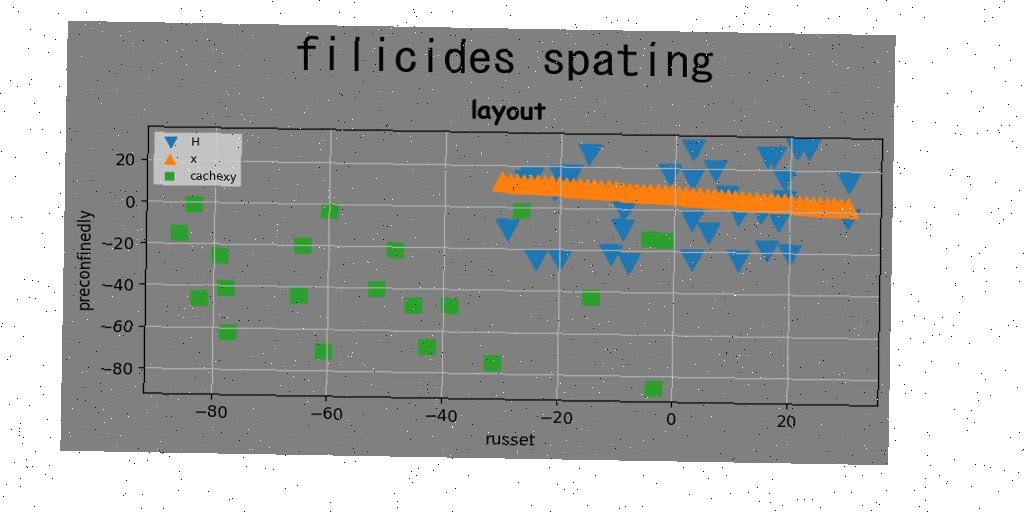 filicides spating
layout
H
x
cachexy
20
0
−20
−40
−60
−80
preconfinedly
−80 −60 −40 −20 0 20
russet